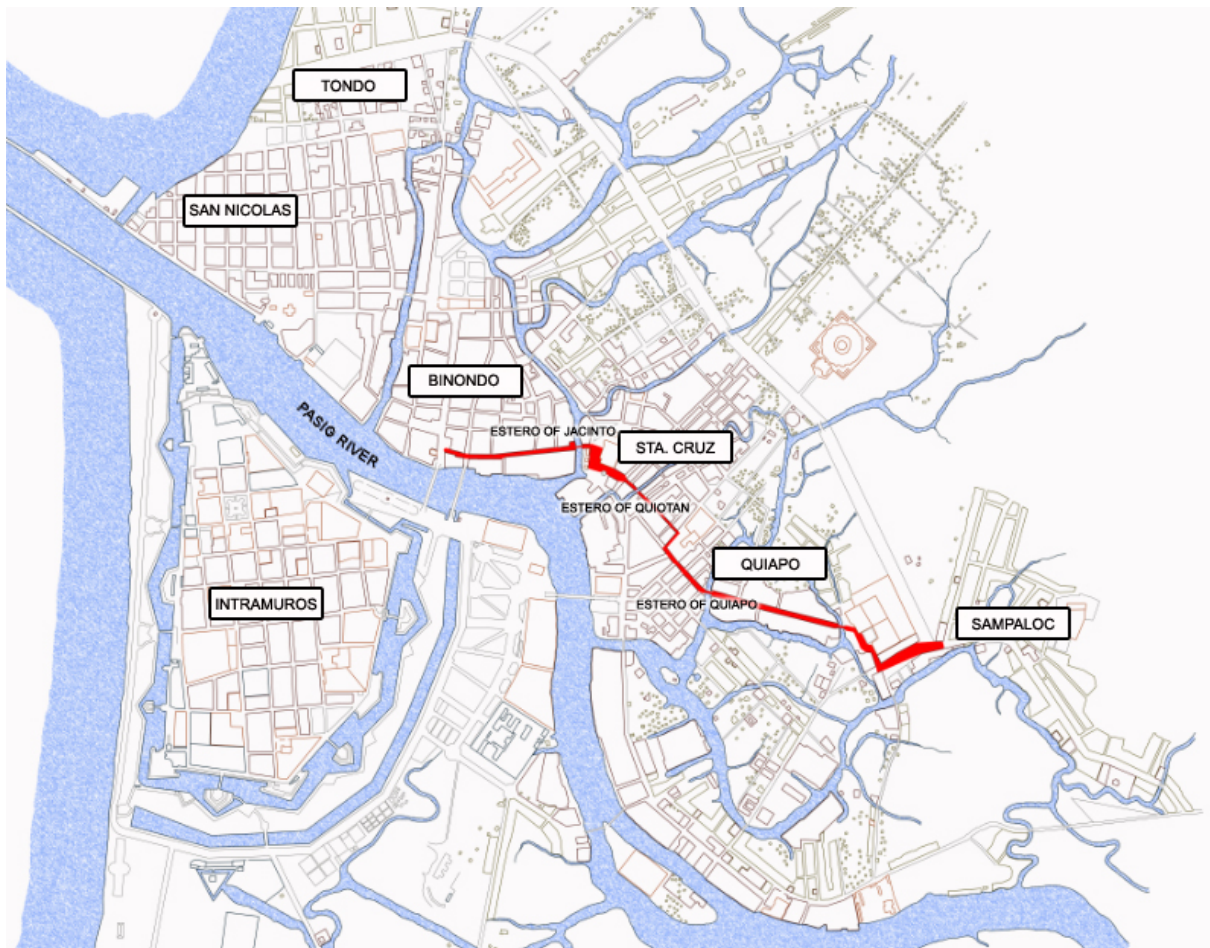 TONDO
SAN NICOLAS
BINONDO
PASIG RIVER
ESTERO OF JACINTO
STA. CRUZ
ESTERO OF QUIOTAN
QUIAPO
INTRAMUROS
ESTERO OF QUIAPO
SAMPALOC